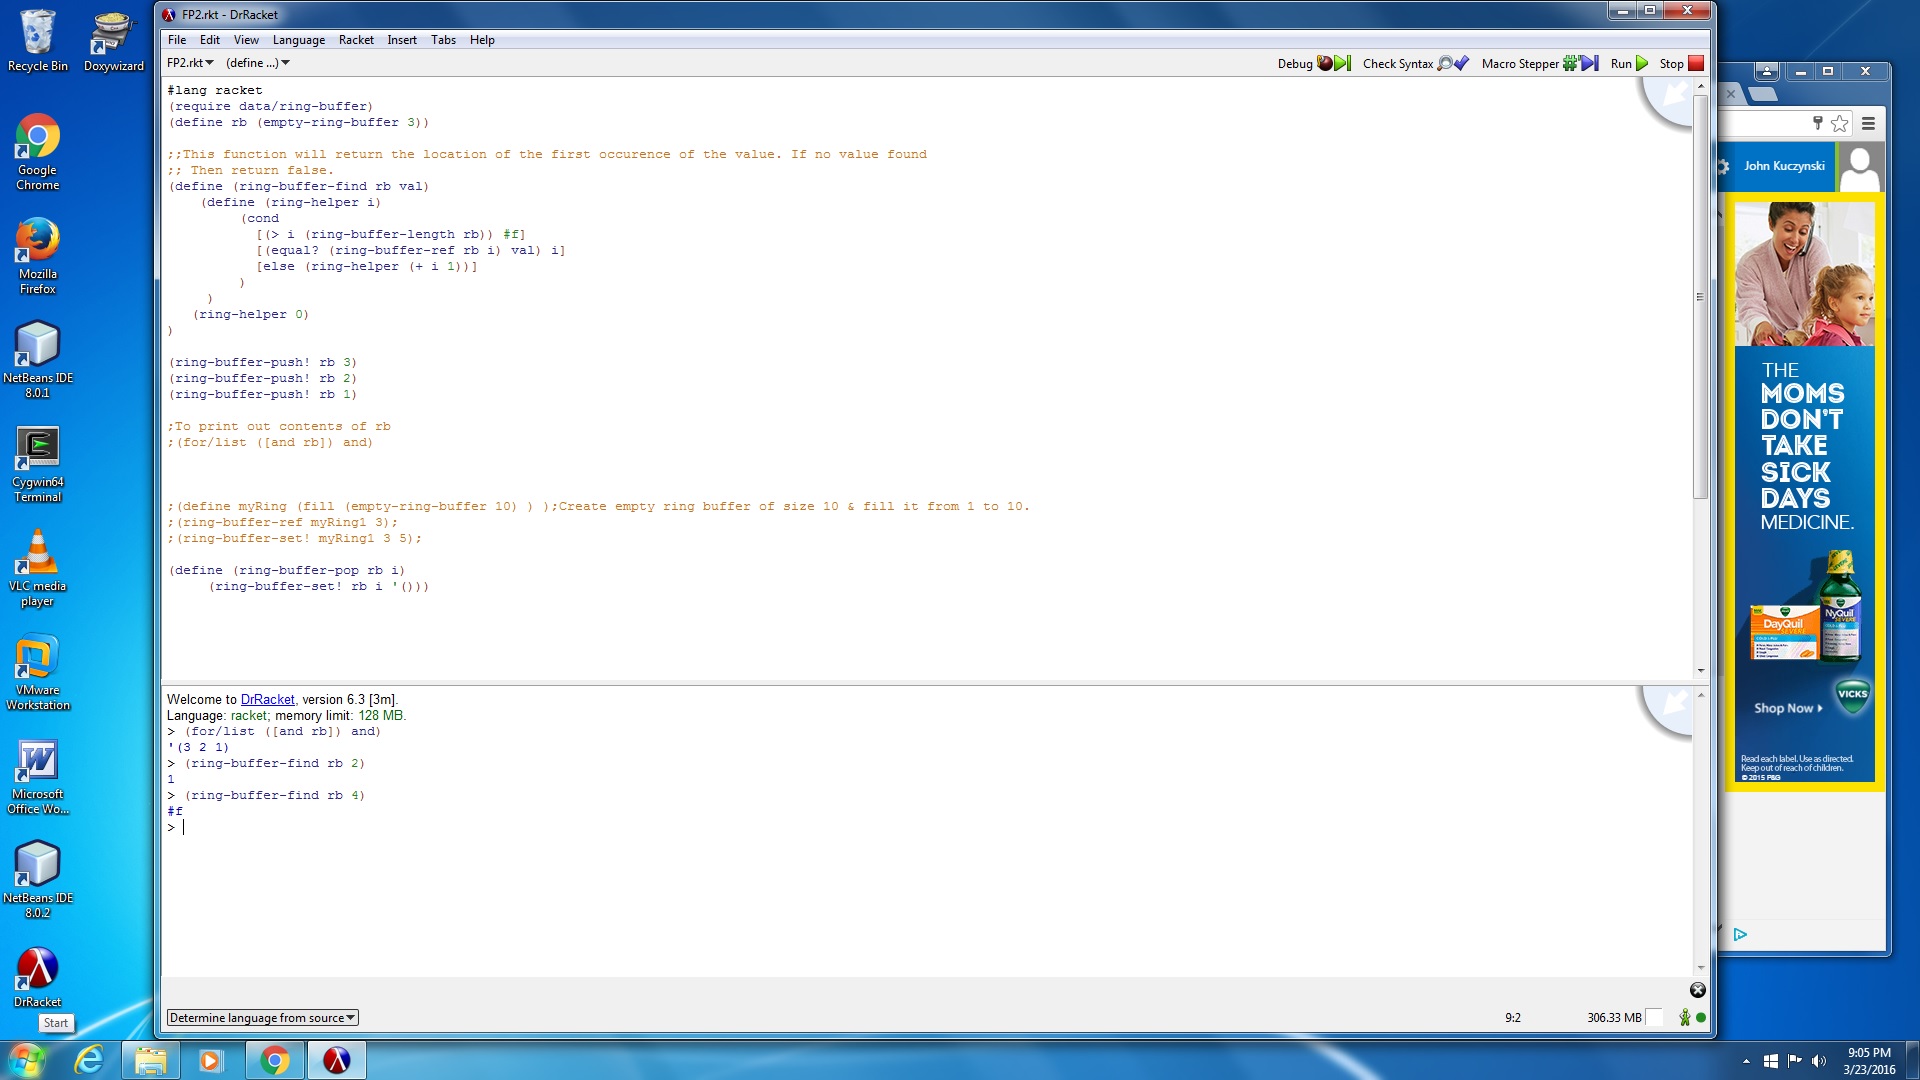 Recycle Bin
Doxywizard
Google Chrome
Mozilla Firefox
NetBeans IDE 8.0.1
Cygwin64 Terminal
VLC media player
VMware Workstation
Microsoft Office Wo...
NetBeans IDE 8.0.2
DrRacket
Start
FP2.rkt - DrRacket
File Edit View Language Racket Insert Tabs Help
FP2.rkt (define ...) Debug Check Syntax Macro Stepper Run Stop
#lang racket
(require data/ring-buffer)
(define rb (empty-ring-buffer 3))
;;This function will return the location of the first occurence of the value. If no value found
;; Then return false.
(define (ring-buffer-find rb val)
(define (ring-helper i)
(cond
[(> i (ring-buffer-length rb)) #f]
[(equal? (ring-buffer-ref rb i) val) i]
[else (ring-helper (+ i 1))]
)
)
(ring-helper 0)
)
(ring-buffer-push! rb 3)
(ring-buffer-push! rb 2)
(ring-buffer-push! rb 1)
;To print out contents of rb
;(for/list ([and rb]) and)
;(define myRing (fill (empty-ring-buffer 10) ) );Create empty ring buffer of size 10 & fill it from 1 to 10.
;(ring-buffer-ref myRing1 3);
;(ring-buffer-set! myRing1 3 5);
(define (ring-buffer-pop rb i)
(ring-buffer-set! rb i '()))
Welcome to DrRacket, version 6.3 [3m].
Language: racket; memory limit: 128 MB.
> (for/list ([and rb]) and)
'(3 2 1)
> (ring-buffer-find rb 2)
1
> (ring-buffer-find rb 4)
#f
>
Determine language from source 9:2 306.33 MB
John Kuczynski
THE
MOMS
DON'T
TAKE
SICK
DAYS
MEDICINE.
DayQuil
SEVERE
NyQuil
SEVERE
VICKS
Shop Now
Read each label. Use as directed.
Keep out of reach of children.
© 2015 P&G
9:05 PM
3/23/2016